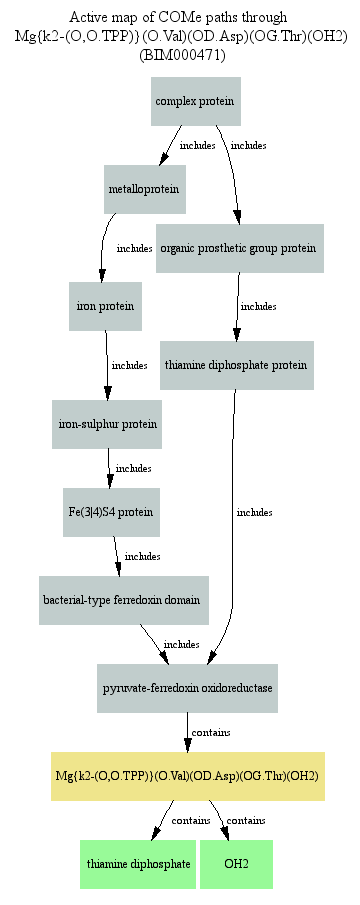 Active map of COMe paths through
Mg{k2-(O,O.TPP)}(O.Val)(OD.Asp)(OG.Thr)(OH2)
(BIM000471)
complex protein
includes
includes
metalloprotein
organic prosthetic group protein
includes
iron protein
includes
thiamine diphosphate protein
includes
iron-sulphur protein
includes
Fe(3|4)S4 protein
includes
includes
bacterial-type ferredoxin domain
includes
pyruvate-ferredoxin oxidoreductase
contains
Mg{k2-(O,O.TPP)}(O.Val)(OD.Asp)(OG.Thr)(OH2)
contains
contains
thiamine diphosphate
OH2